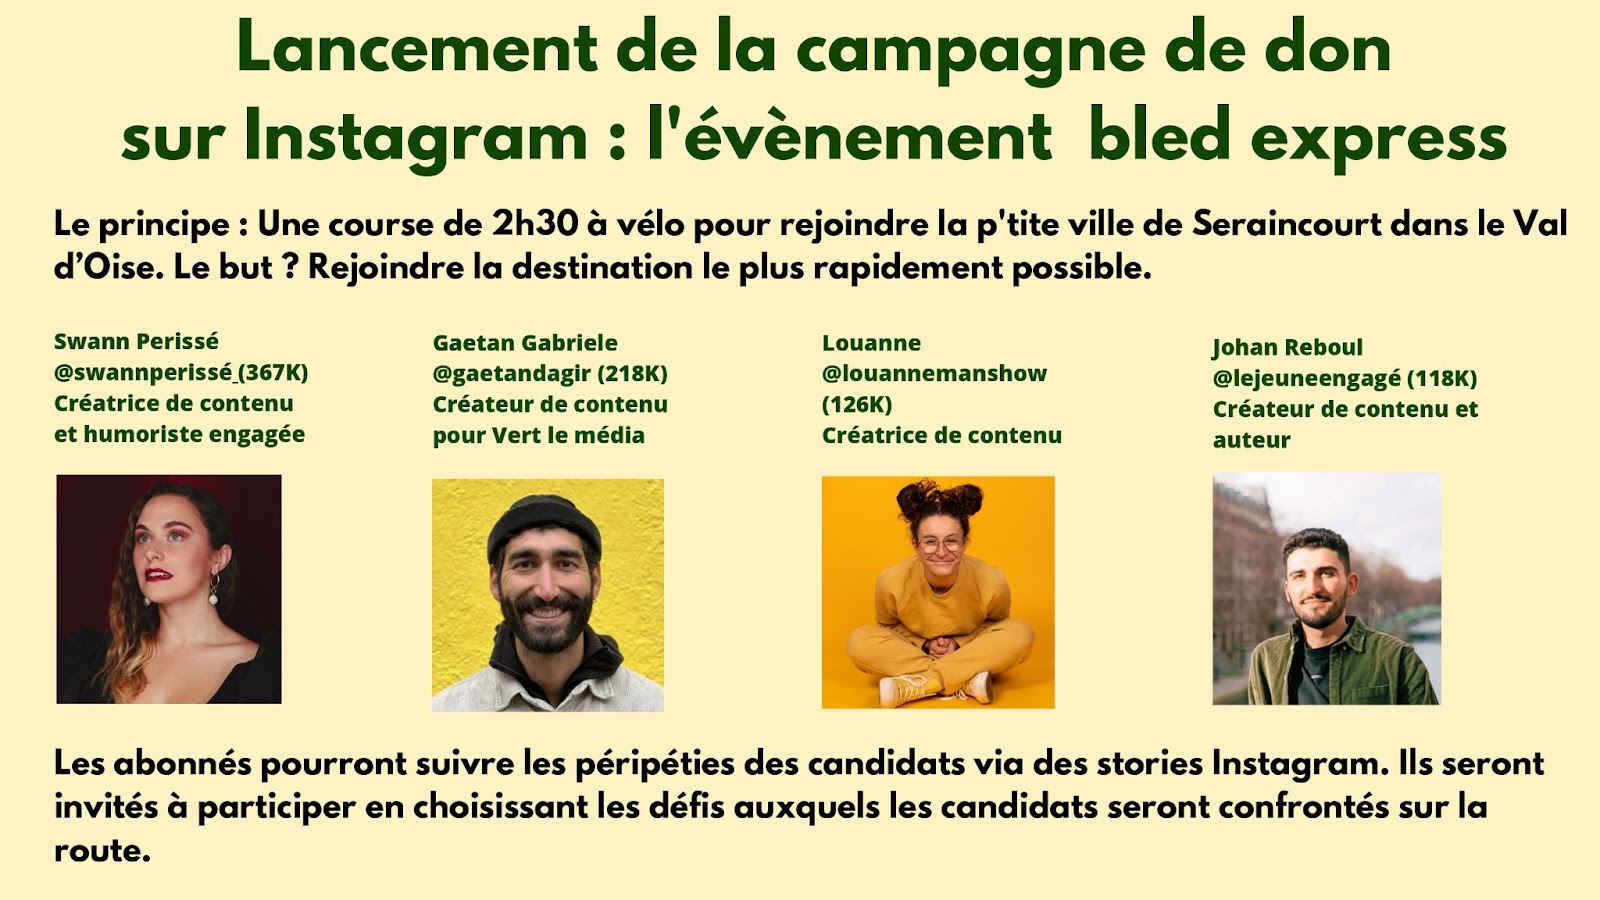 Lancement de la campagne de don
sur Instagram : l'évènement bled express
Le principe : Une course de 2h30 à vélo pour rejoindre la p'tite ville de Seraincourt dans le Val
d’Oise. Le but ? Rejoindre la destination le plus rapidement possible.
Swann Perissé
@swannperissé_(367K)
Créatrice de contenu
et humoriste engagée
Gaetan Gabriele
@gaetandagir (218K)
Créateur de contenu
pour Vert le média
Louanne
@louannemanshow
(126K)
Créatrice de contenu
Johan Reboul
@lejeuneengagé (118K)
Créateur de contenu et
auteur
Les abonnés pourront suivre les péripéties des candidats via des stories Instagram. Ils seront
invités à participer en choisissant les défis auxquels les candidats seront confrontés sur la
route.